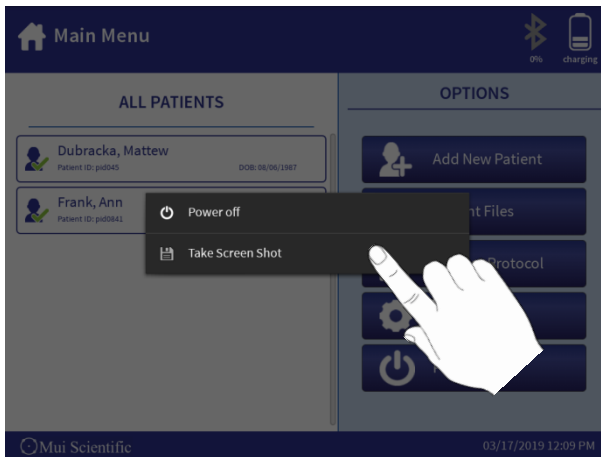 Main Menu
0%
charging
ALL PATIENTS
OPTIONS
Dubracka, Mattew
Patient ID: pid045
DOB: 06/06/1987
Add New Patient
Frank, Ann
Patient ID: pid0841
Power off
nt Files
Take Screen Shot
Protocol
Mui Scientific
03/17/2019 12:09 PM